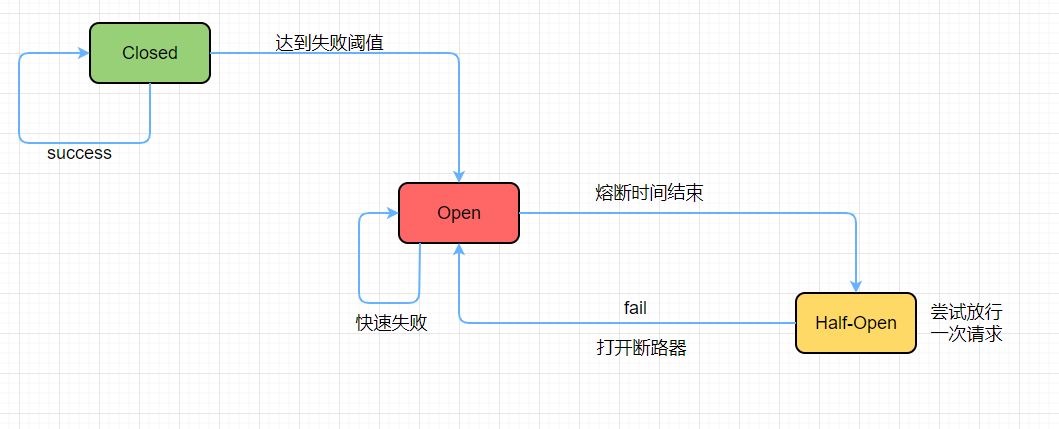 Closed
达到失败阈值
success
Open
熔断时间结束
快速失败
fail
打开断路器
Half-Open
尝试放行
一次请求